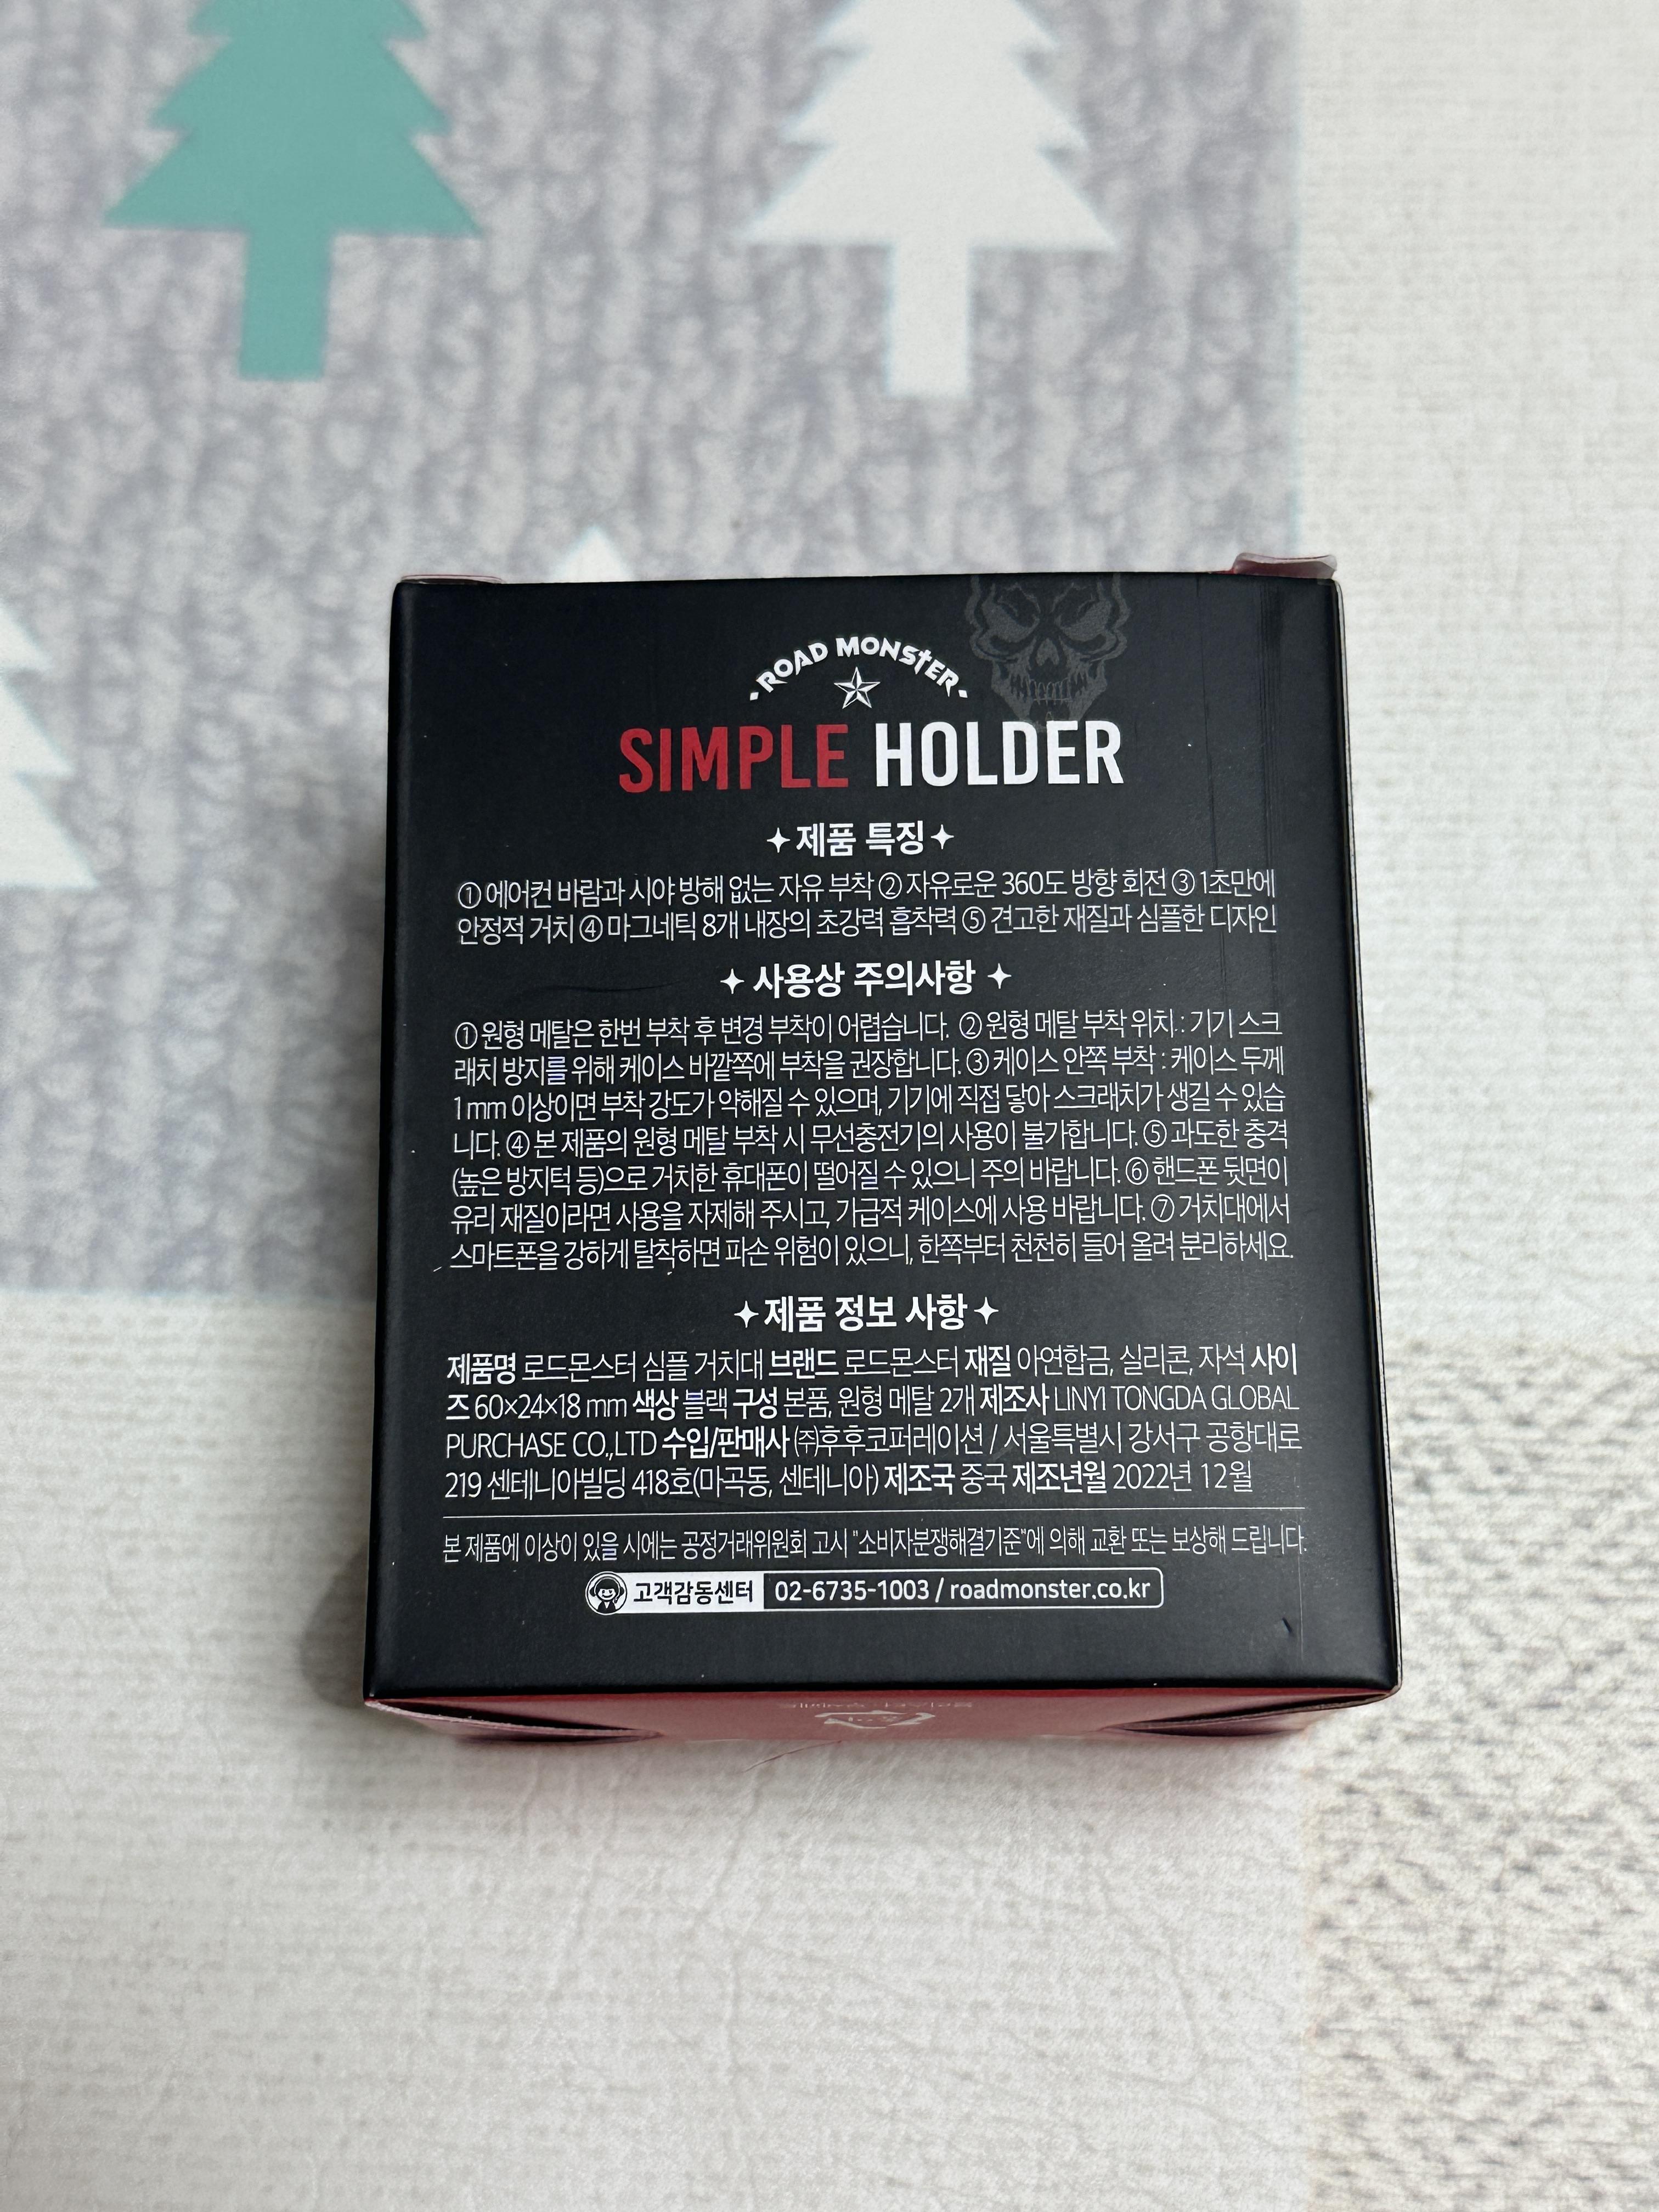 ROAD MONSTER
SIMPLE HOLDER
제품 특징
① 에어컨 바람과 시야 방해 없는 자유 부착 ② 자유로운 360도 방향 회전 ③ 1초만에
안정적 거치 ④ 마그네틱 8개 내장의 초강력 흡착력 ⑤ 견고한 재질과 심플한 디자인
사용상 주의사항
① 원형 메탈은 한번 부착 후 변경 부착이 어렵습니다. ② 원형 메탈 부착 위치 : 기기 스크
래치 방지를 위해 케이스 바깥쪽에 부착을 권장합니다. ③ 케이스 안쪽 부착 : 케이스 두께
1mm 이상이면 부착 강도가 약해질 수 있으며, 기기에 직접 닿아 스크래치가 생길 수 있습
니다. ④ 본 제품의 원형 메탈 부착 시 무선충전기의 사용이 불가합니다. ⑤ 과도한 충격
(높은 방지턱 등)으로 거치한 휴대폰이 떨어질 수 있으니 주의 바랍니다. ⑥ 핸드폰 뒷면이
유리 재질이라면 사용을 자제해 주시고, 가급적 케이스에 사용 바랍니다. ⑦ 거치대에서
스마트폰을 강하게 탈착하면 파손 위험이 있으니, 한쪽부터 천천히 들어 올려 분리하세요.
제품 정보 사항
제품명 로드몬스터 심플 거치대 브랜드 로드몬스터 재질 아연합금, 실리콘, 자석 사이
즈 60×24×18 mm 색상 블랙 구성 본품, 원형 메탈 2개 제조사 LINYI TONGDA GLOBAL
PURCHASE CO.,LTD 수입/판매사 ㈜후후코퍼레이션 / 서울특별시 강서구 공항대로
219 센테니아빌딩 418호(마곡동, 센테니아) 제조국 중국 제조년월 2022년 12월
본 제품에 이상이 있을 시에는 공정거래위원회 고시 "소비자분쟁해결기준"에 의해 교환 또는 보상해 드립니다.
고객감동센터 02-6735-1003 / roadmonster.co.kr